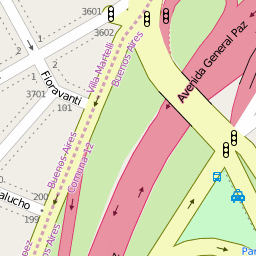 3601
3602
Villa-Martelli
Buenos-Aires
Avenida General Paz
Fioravanti
1
2
3701
101
Buenos-Aires
Comuna-12
200
199